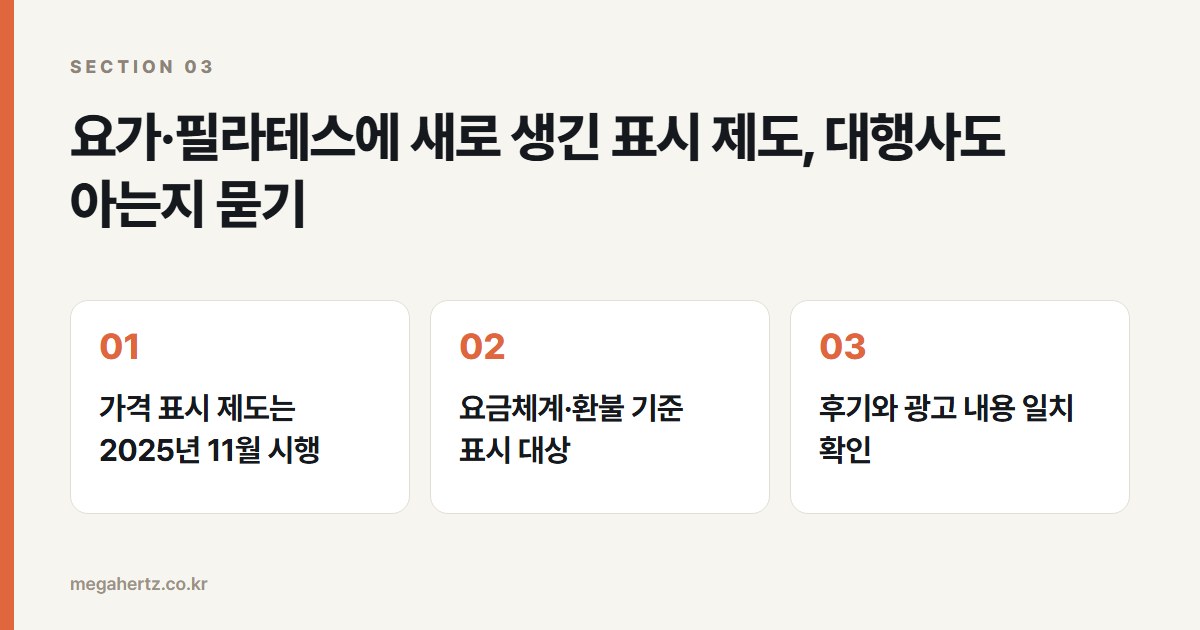 SECTION 03
요가·필라테스에 새로 생긴 표시 제도, 대행사도
아는지 묻기
01
가격 표시 제도는
2025년 11월 시행
02
요금체계·환불 기준
표시 대상
03
후기와 광고 내용 일치
확인
megahertz.co.kr